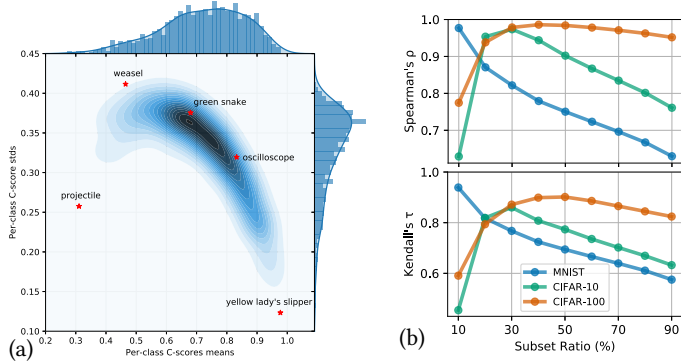 (a)
Per-class C-score stds
0.45
0.40
0.35
0.30
0.25
0.20
0.15
0.10
weasel
green snake
oscilloscope
projectile
yellow lady's slipper
0.2 0.3 0.4 0.5 0.6 0.7 0.8 0.9 1.0
Per-class C-scores means
(b)
Spearman's ρ
1.0
0.9
0.8
0.7
Kendall's τ
1.0
0.8
0.6
MNIST
CIFAR-10
CIFAR-100
10 20 30 40 50 60 70 80 90
Subset Ratio (%)